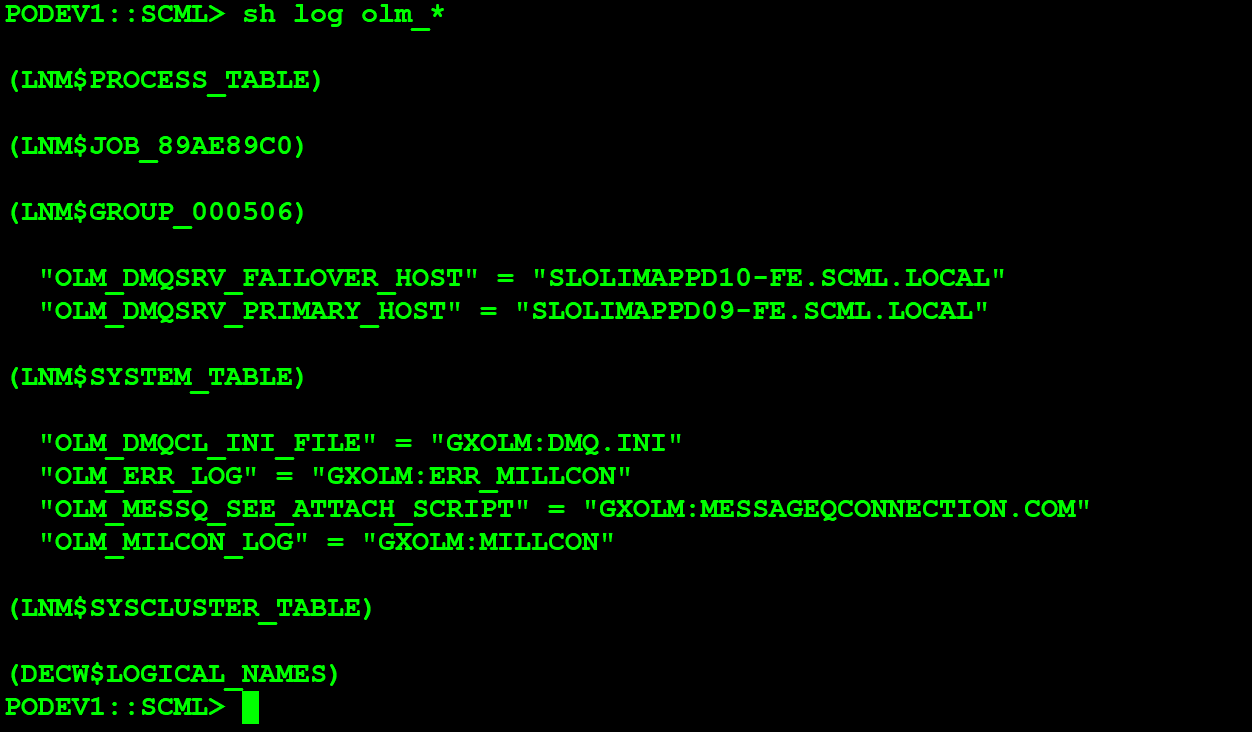 PODEV1::SCML> sh log olm_*
(LNM$PROCESS_TABLE)
(LNM$JOB_89AE89C0)
(LNM$GROUP_000506)
"OLM_DMQSRV_FAILOVER_HOST" = "SLOLIMAPPD10-FE.SCML.LOCAL"
"OLM_DMQSRV_PRIMARY_HOST" = "SLOLIMAPPD09-FE.SCML.LOCAL"
(LNM$SYSTEM_TABLE)
"OLM_DMQCL_INI_FILE" = "GXOLM:DMQ.INI"
"OLM_ERR_LOG" = "GXOLM:ERR_MILLCON"
"OLM_MESSQ_SEE_ATTACH_SCRIPT" = "GXOLM:MESSAGEQCONNECTION.COM"
"OLM_MILCON_LOG" = "GXOLM:MILLCON"
(LNM$SYSCLUSTER_TABLE)
(DECW$LOGICAL_NAMES)
PODEV1::SCML>